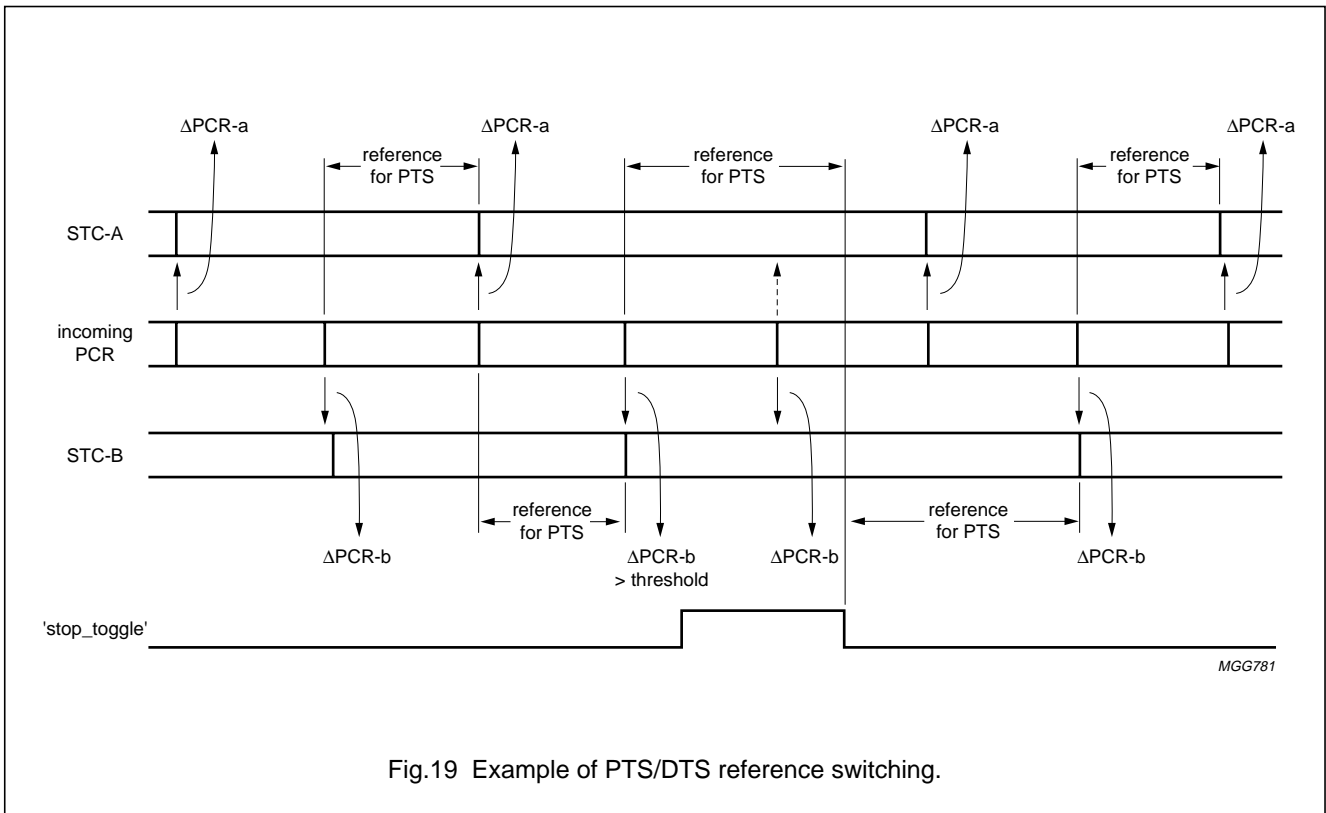 ΔPCR-a
ΔPCR-a
ΔPCR-a
ΔPCR-a
reference
for PTS
reference
for PTS
reference
for PTS
STC-A
incoming
PCR
STC-B
reference
for PTS
reference
for PTS
ΔPCR-b
ΔPCR-b
> threshold
ΔPCR-b
ΔPCR-b
'stop_toggle'
MGG781
Fig.19 Example of PTS/DTS reference switching.